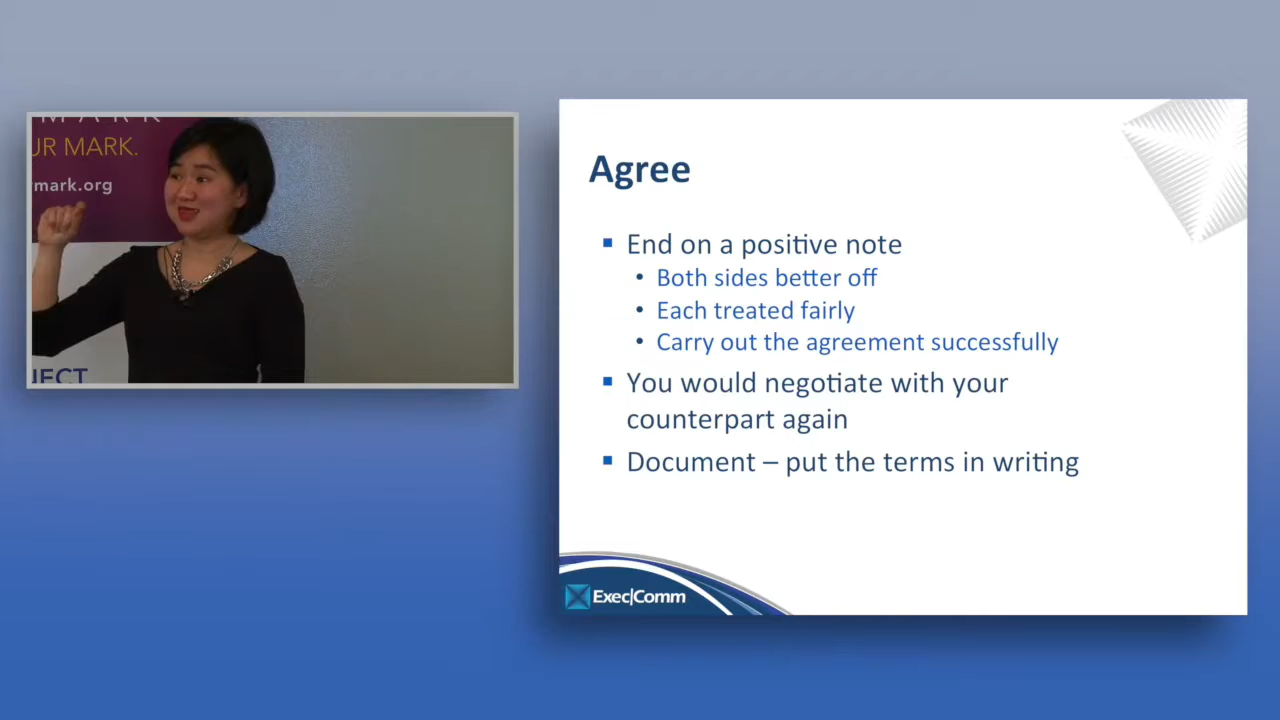 M A R K
UR MARK.
mark.org
JECT
Agree
End on a positive note
Both sides better off
Each treated fairly
Carry out the agreement successfully
You would negotiate with your
counterpart again
Document – put the terms in writing
Exec|Comm